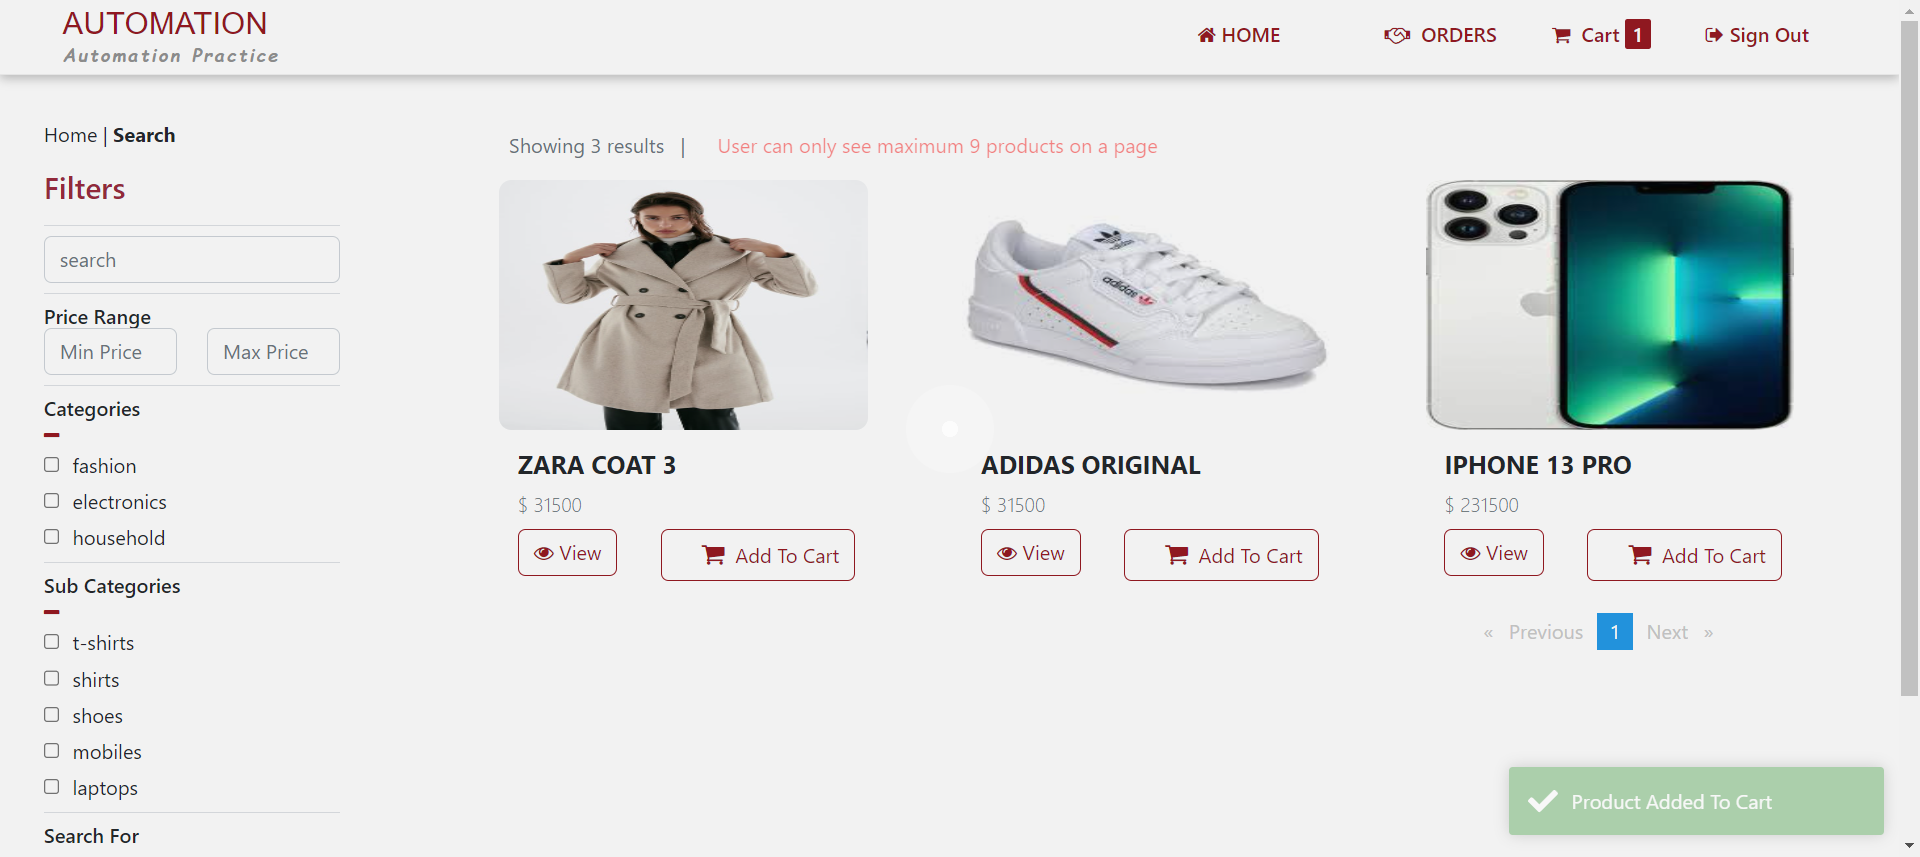 AUTOMATION
Automation Practice
HOME
ORDERS
Cart 1
Sign Out
Home | Search
Filters
search
Price Range
Min Price
Max Price
Categories
fashion
electronics
household
Sub Categories
t-shirts
shirts
shoes
mobiles
laptops
Search For
Showing 3 results |
User can only see maximum 9 products on a page
adidas
adidas
ZARA COAT 3
$ 31500
View
Add To Cart
ADIDAS ORIGINAL
$ 31500
View
Add To Cart
IPHONE 13 PRO
$ 231500
View
Add To Cart
« Previous 1 Next »
Product Added To Cart